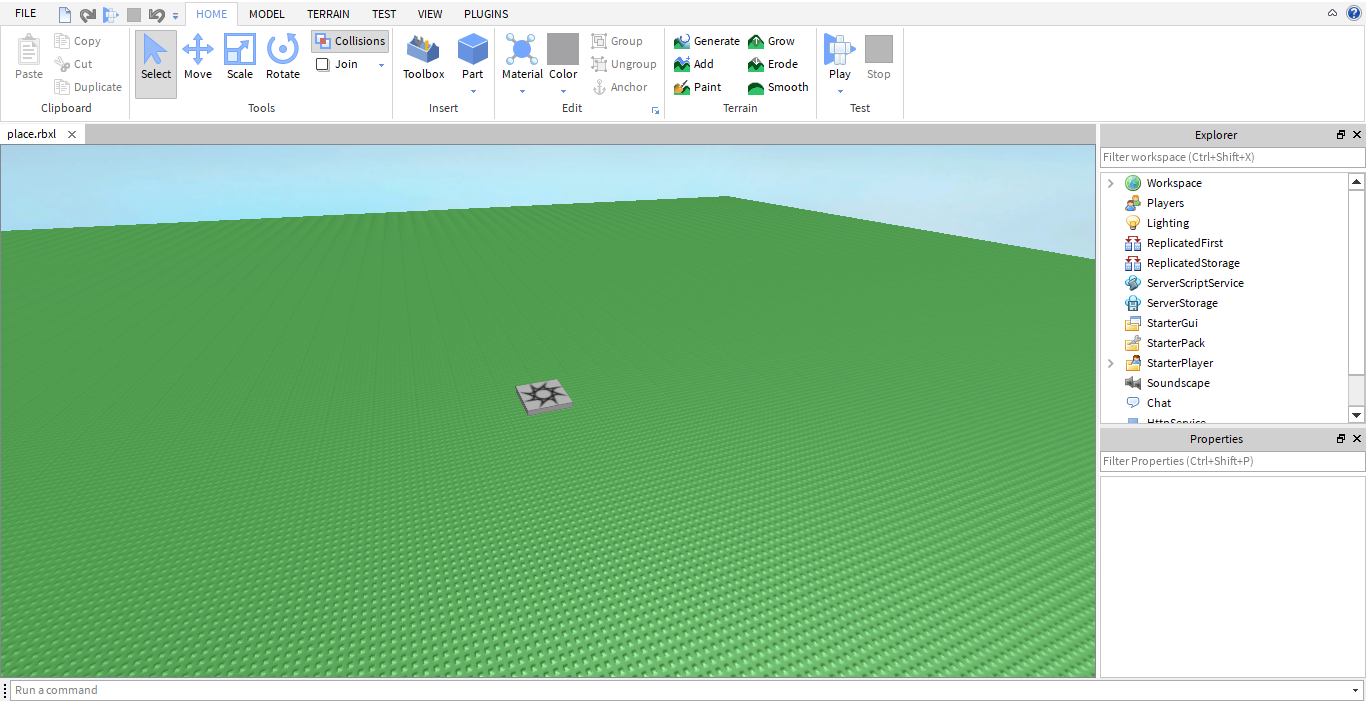 FILE
HOME
MODEL
TERRAIN
TEST
VIEW
PLUGINS
Paste
Copy
Cut
Duplicate
Clipboard
Select
Move
Scale
Rotate
Collisions
Join
Tools
Toolbox
Part
Insert
Material
Color
Group
Ungroup
Anchor
Edit
Generate
Add
Paint
Grow
Erode
Smooth
Terrain
Play
Stop
Test
place.rbxl
Explorer
Filter workspace (Ctrl+Shift+X)
Workspace
Players
Lighting
ReplicatedFirst
ReplicatedStorage
ServerScriptService
ServerStorage
StarterGui
StarterPack
StarterPlayer
Soundscape
Chat
HttpService
Properties
Filter Properties (Ctrl+Shift+P)
Run a command